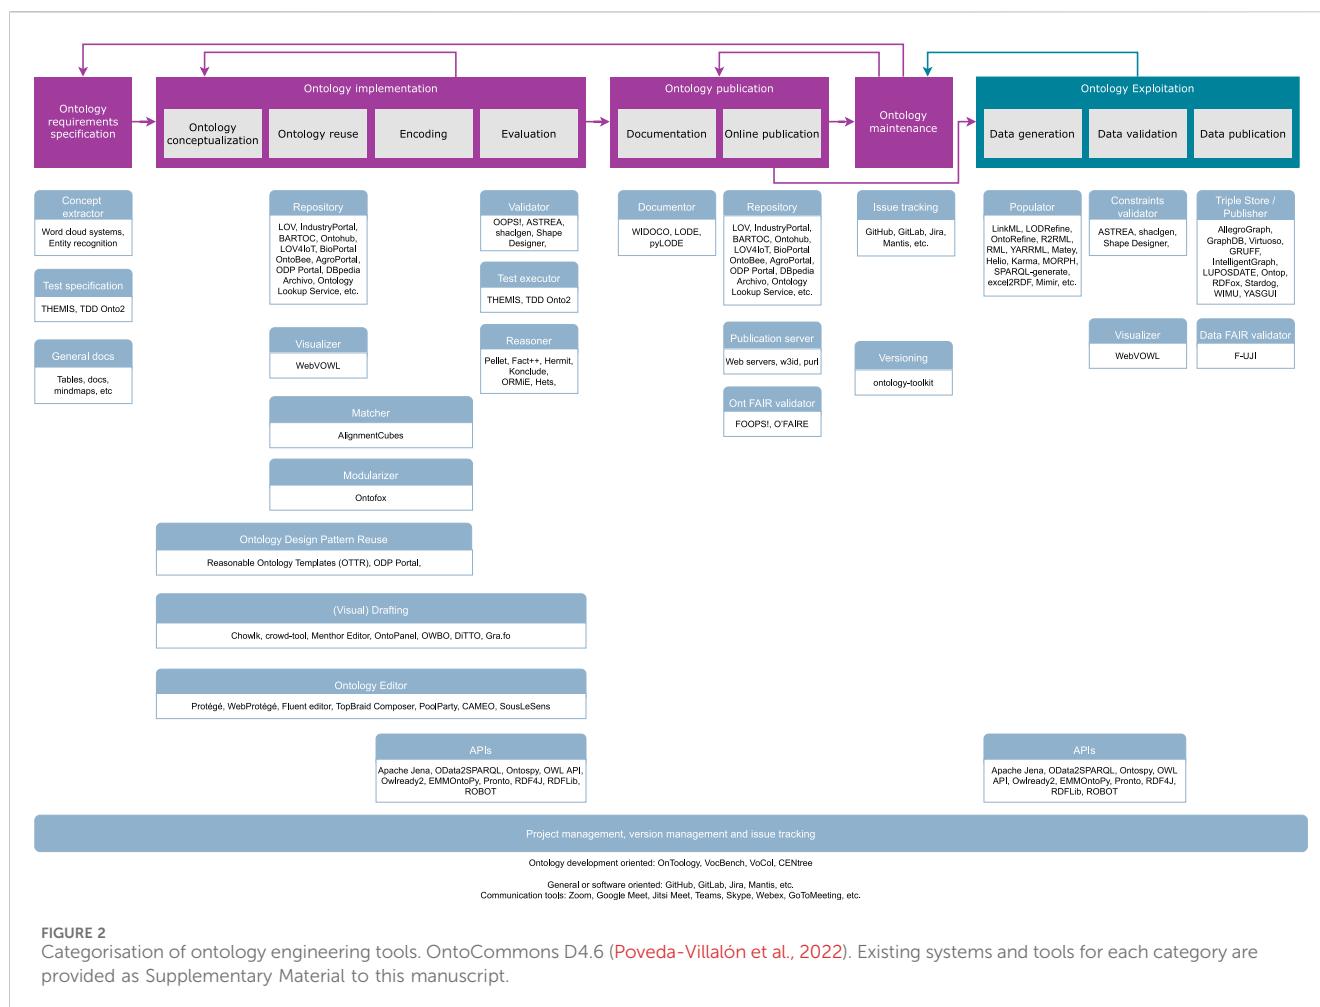 Ontology
requirements
specification
Ontology implementation
Ontology
conceptualization
Ontology reuse
Encoding
Evaluation
Ontology publication
Documentation
Online publication
Ontology
maintenance
Ontology Exploitation
Data generation
Data validation
Data publication
Concept
extractor
Word cloud systems,
Entity recognition
Test specification
THEMIS, TDD Onto2
General docs
Tables, docs,
mindmaps, etc
Repository
LOV, IndustryPortal,
BARTOC, Ontohub,
LOV4IoT, BioPortal
OntoBee, AgroPortal,
ODP Portal, DBpedia
Archivo, Ontology
Lookup Service, etc.
Visualizer
WebVOWL
Matcher
AlignmentCubes
Modularizer
Ontofox
Validator
OOPS!, ASTREA,
shaclgen, Shape
Designer,
Test executor
THEMIS, TDD Onto2
Reasoner
Pellet, Fact++, Hermit,
Konclude,
ORMiE, Hets,
Ontology Design Pattern Reuse
Reasonable Ontology Templates (OTTR), ODP Portal,
(Visual) Drafting
Chowlk, crowd-tool, Menthor Editor, OntoPanel, OWBO, DiTTO, Gra.fo
Ontology Editor
Protégé, WebProtégé, Fluent editor, TopBraid Composer, PoolParty, CAMEO, SousLeSens
APIs
Apache Jena, OData2SPARQL, Ontospy, OWL API,
Owlready2, EMMOntoPy, Pronto, RDF4J, RDFLib,
ROBOT
Documentor
WIDOCO, LODE,
pyLODE
Repository
LOV, IndustryPortal,
BARTOC, Ontohub,
LOV4IoT, BioPortal
OntoBee, AgroPortal,
ODP Portal, DBpedia
Archivo, Ontology
Lookup Service, etc.
Publication server
Web servers, w3id, purl
Ont FAIR validator
FOOPS!, O'FAIRE
Issue tracking
GitHub, GitLab, Jira,
Mantis, etc.
Versioning
ontology-toolkit
Populator
LinkML, LODRefine,
OntoRefine, R2RML,
RML, YARRML, Matey,
Helio, Karma, MORPH,
SPARQL-generate,
excel2RDF, Mimir, etc.
Constraints
validator
ASTREA, shaclgen,
Shape Designer,
Visualizer
WebVOWL
Triple Store /
Publisher
AllegroGraph,
GraphDB, Virtuoso,
GRUFF,
IntelligentGraph,
LUPOSDATE, Ontop,
RDFox, Stardog,
WIMU, YASGUI
Data FAIR validator
F-UJI
APIs
Apache Jena, OData2SPARQL, Ontospy, OWL
API, Owlready2, EMMOntoPy, Pronto, RDF4J,
RDFLib, ROBOT
Project management, version management and issue tracking
Ontology development oriented: OnToology, VocBench, VoCol, CENtree
General or software oriented: GitHub, GitLab, Jira, Mantis, etc.
Communication tools: Zoom, Google Meet, Jitsi Meet, Teams, Skype, Webex, GoToMeeting, etc.
FIGURE 2
Categorisation of ontology engineering tools. OntoCommons D4.6 (Poveda-Villalón et al., 2022). Existing systems and tools for each category are
provided as Supplementary Material to this manuscript.